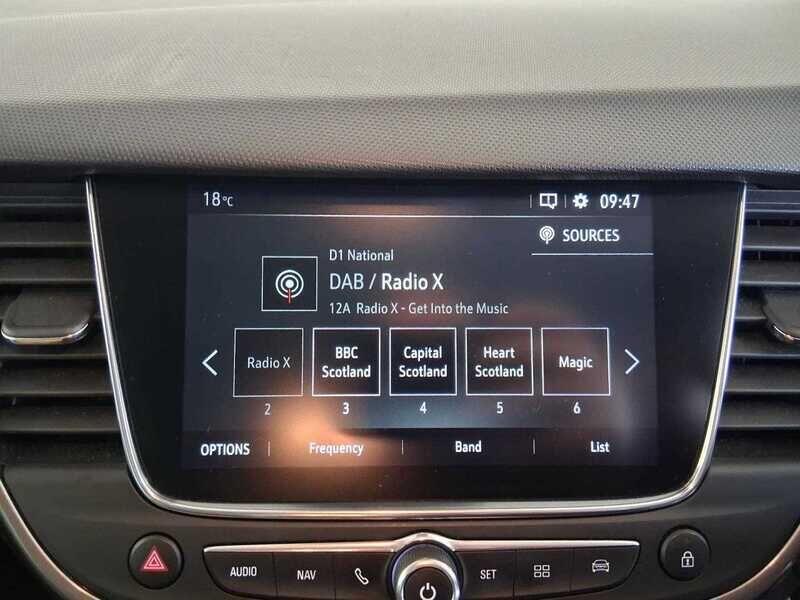 18°C
09:47
SOURCES
D1 National
DAB / Radio X
12A Radio X - Get Into the Music
Radio X
BBC
Scotland
Capital
Scotland
Heart
Scotland
Magic
2 3 4 5 6
OPTIONS Frequency Band List
AUDIO NAV SET